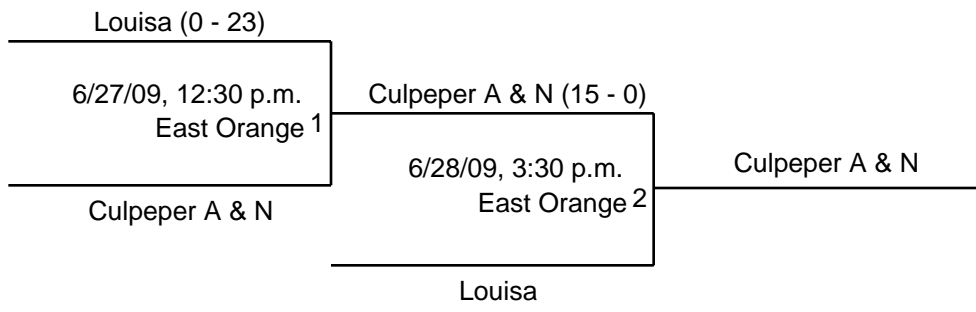 Louisa (0 - 23)
6/27/09, 12:30 p.m.
East Orange 1
Culpeper A & N
Culpeper A & N (15 - 0)
6/28/09, 3:30 p.m.
East Orange 2
Louisa
Culpeper A & N